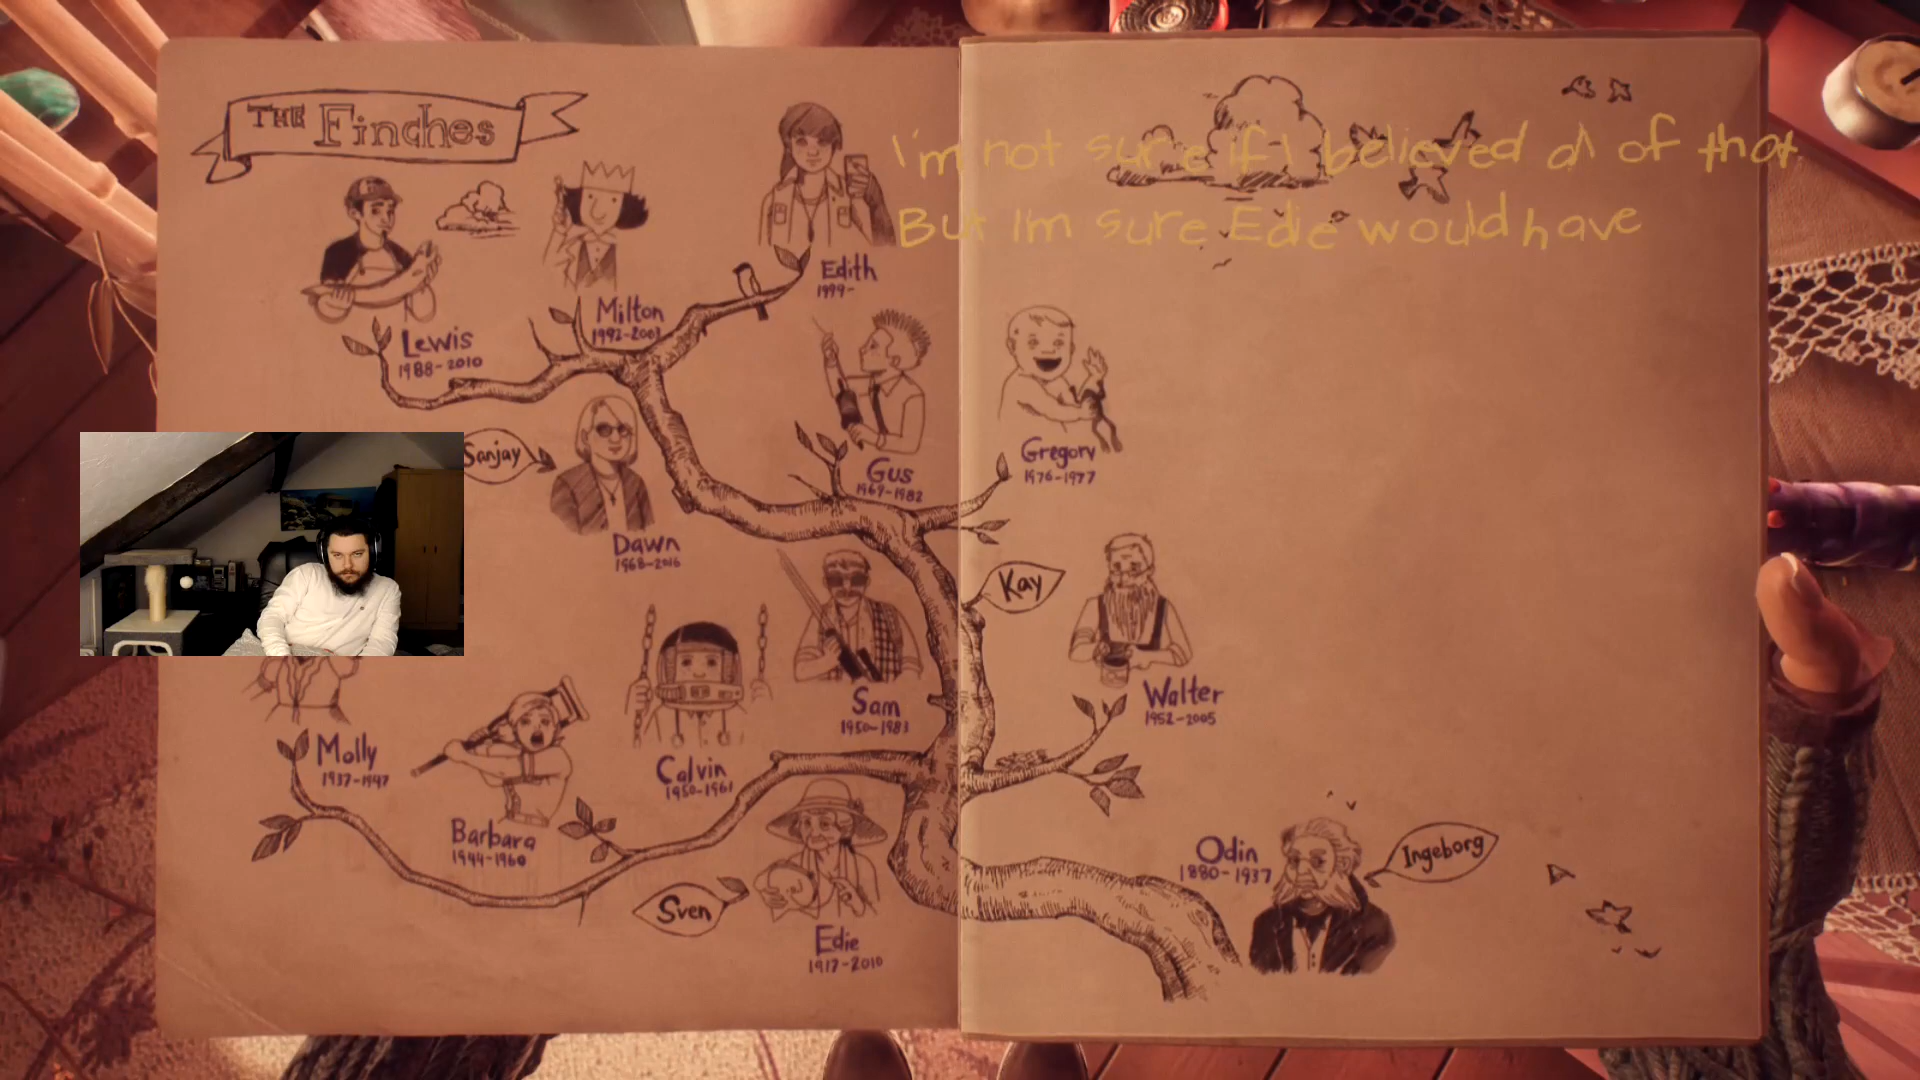 THE Finches
I'm not sure if I believed all of that
But I'm sure Edie would have
Edith
1999-
Milton
1992-2003
Lewis
1988-2010
Sanjay
Gus
1969-1982
Gregory
1976-1977
Dawn
1968-2016
Kay
Sam
1950-1983
Walter
1952-2005
Molly
1937-1947
Calvin
1950-1961
Barbara
1944-1960
Odin
1880-1937
Ingeborg
Sven
Edie
1917-2010